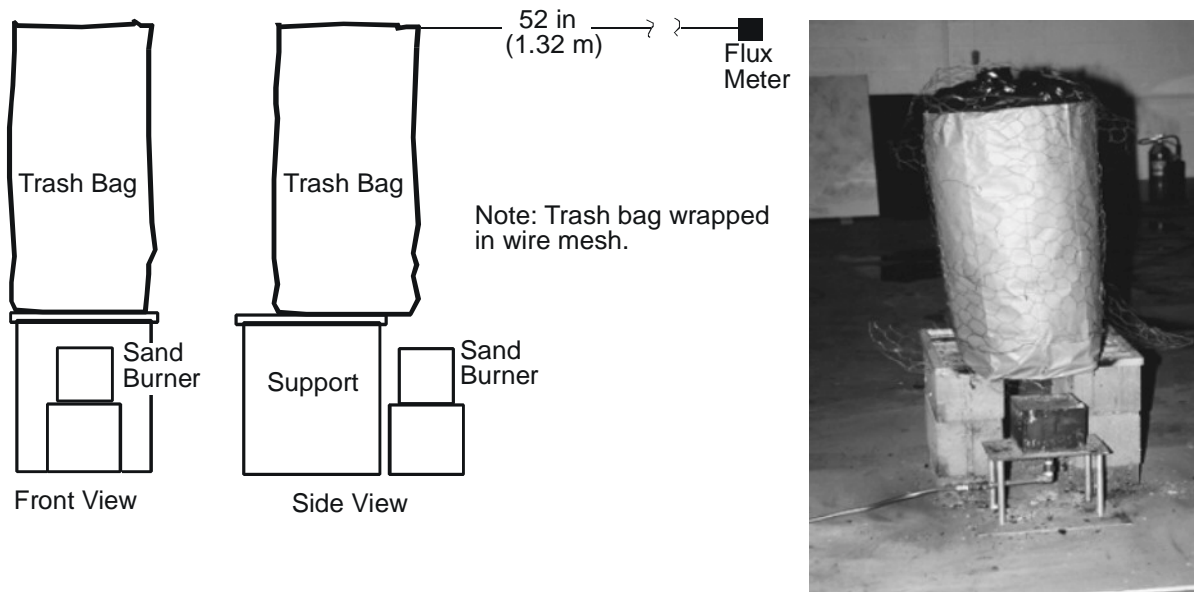 52 in
(1.32 m)
Flux
Meter
Trash Bag
Trash Bag
Note: Trash bag wrapped
in wire mesh.
Sand
Burner
Support
Sand
Burner
Front View
Side View